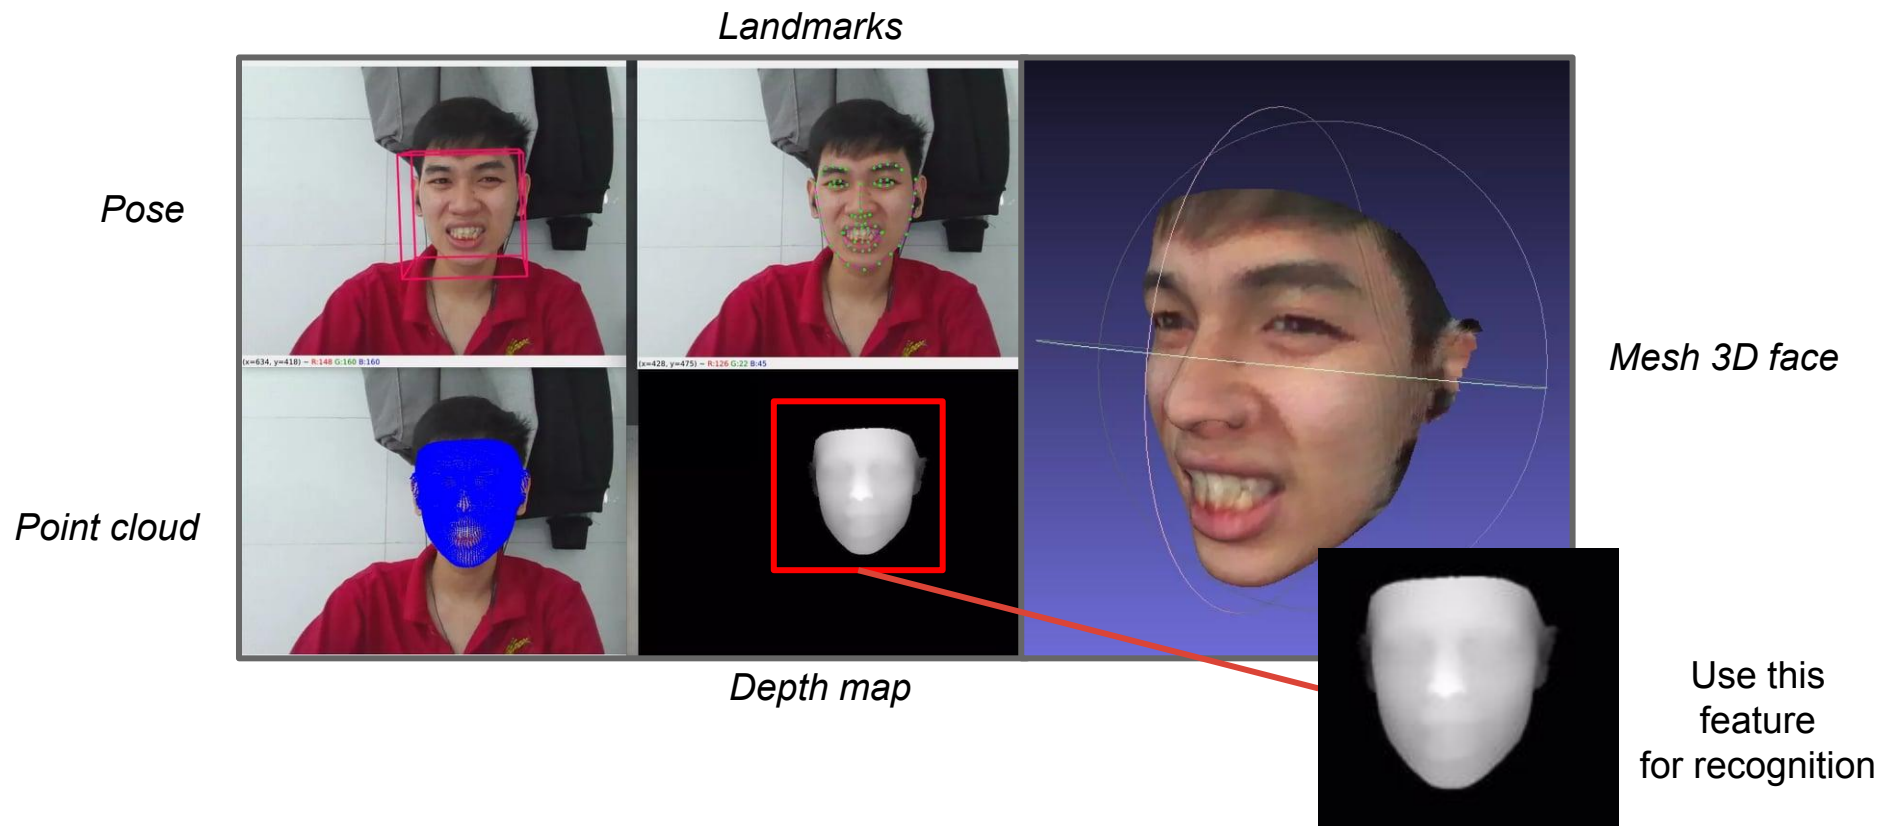 Landmarks
Pose
(x=634, y=418) ~ R:148 G:160 B:160
(x=428, y=475) ~ R:126 G:22 B:45
Mesh 3D face
Point cloud
Depth map
Use this
feature
for recognition